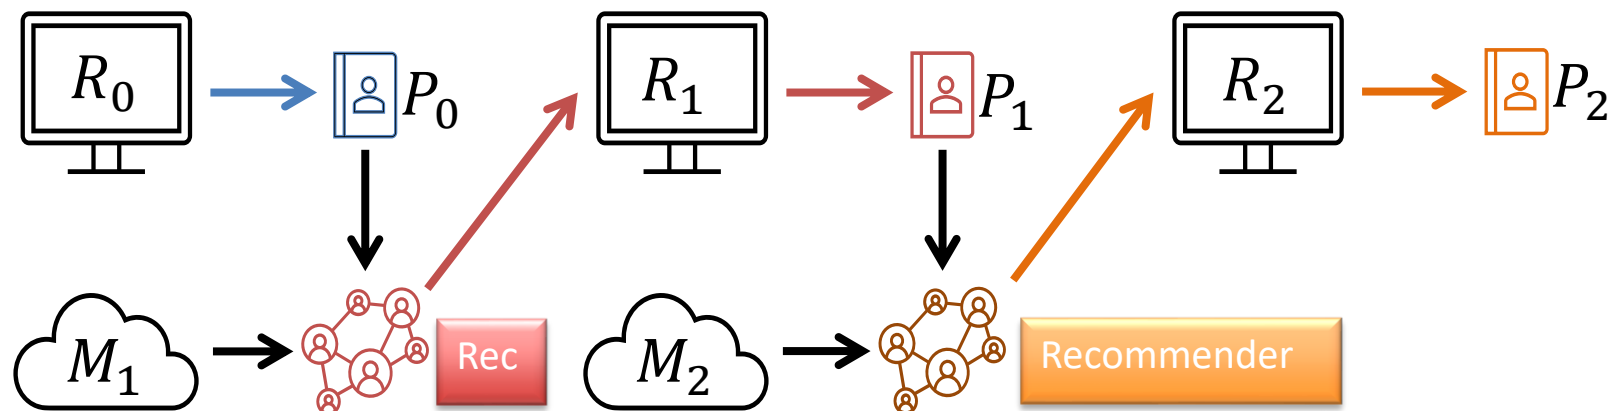 R₀
P₀
R₁
P₁
R₂
P₂
M₁
Rec
M₂
Recommender